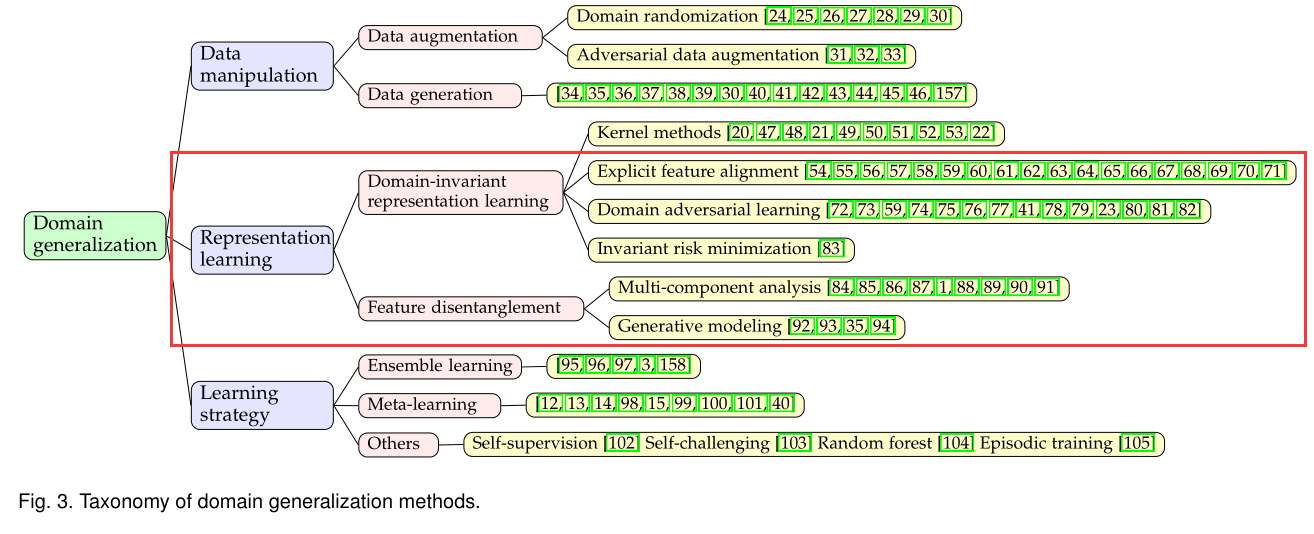 Domain randomization [24, 25, 26, 27, 28, 29, 30]
Data augmentation
Data
manipulation
Adversarial data augmentation [31, 32, 33]
Data generation
[34, 35, 36, 37, 38, 39, 30, 40, 41, 42, 43, 44, 45, 46, 157]
Kernel methods [20, 47, 48, 21, 49, 50, 51, 52, 53, 22]
Explicit feature alignment [54, 55, 56, 57, 58, 59, 60, 61, 62, 63, 64, 65, 66, 67, 68, 69, 70, 71]
Domain-invariant
representation learning
Domain adversarial learning [72, 73, 59, 74, 75, 76, 77, 41, 78, 79, 23, 80, 81, 82]
Domain
generalization
Representation
learning
Invariant risk minimization [83]
Multi-component analysis [84, 85, 86, 87, 1, 88, 89, 90, 91]
Feature disentanglement
Generative modeling [92, 93, 35, 94]
Ensemble learning
[95, 96, 97, 3, 158]
Learning
strategy
Meta-learning
[12, 13, 14, 98, 15, 99, 100, 101, 40]
Others
Self-supervision [102] Self-challenging [103] Random forest [104] Episodic training [105]
Fig. 3. Taxonomy of domain generalization methods.